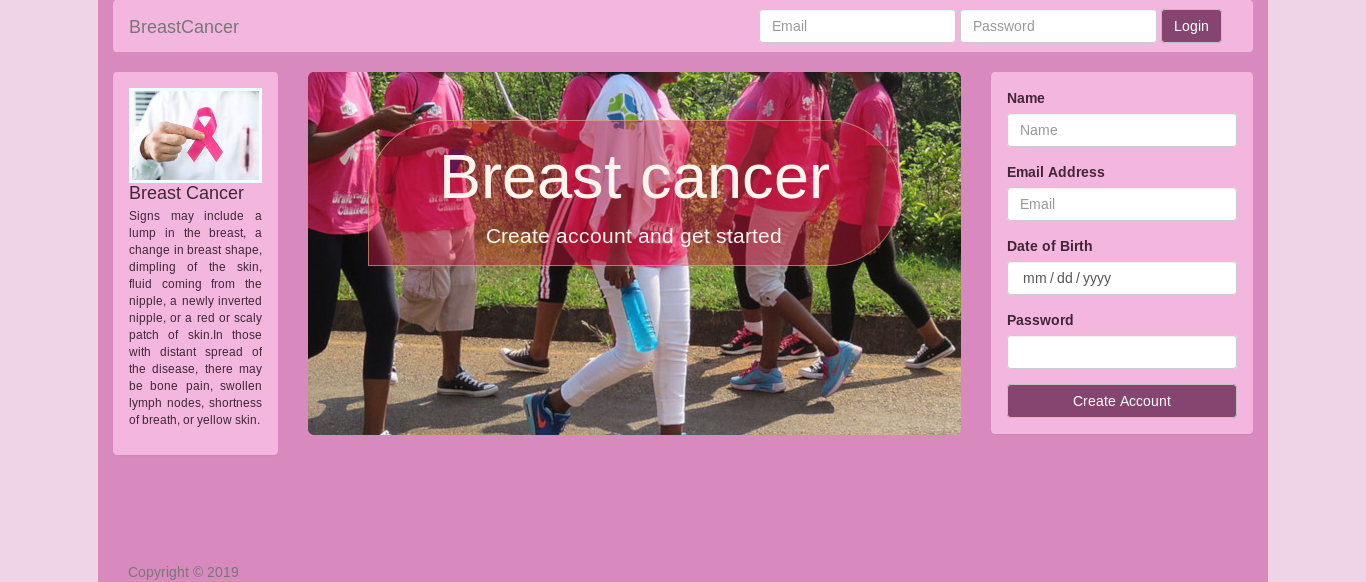 BreastCancer
Email
Password
Login
Breast Cancer
Signs may include a
lump in the breast, a
change in breast shape,
dimpling of the skin,
fluid coming from the
nipple, a newly inverted
nipple, or a red or scaly
patch of skin.In those
with distant spread of
the disease, there may
be bone pain, swollen
lymph nodes, shortness
of breath, or yellow skin.
Breast cancer
Create account and get started
Name
Name
Email Address
Email
Date of Birth
mm / dd / yyyy
Password
Create Account
Copyright © 2019